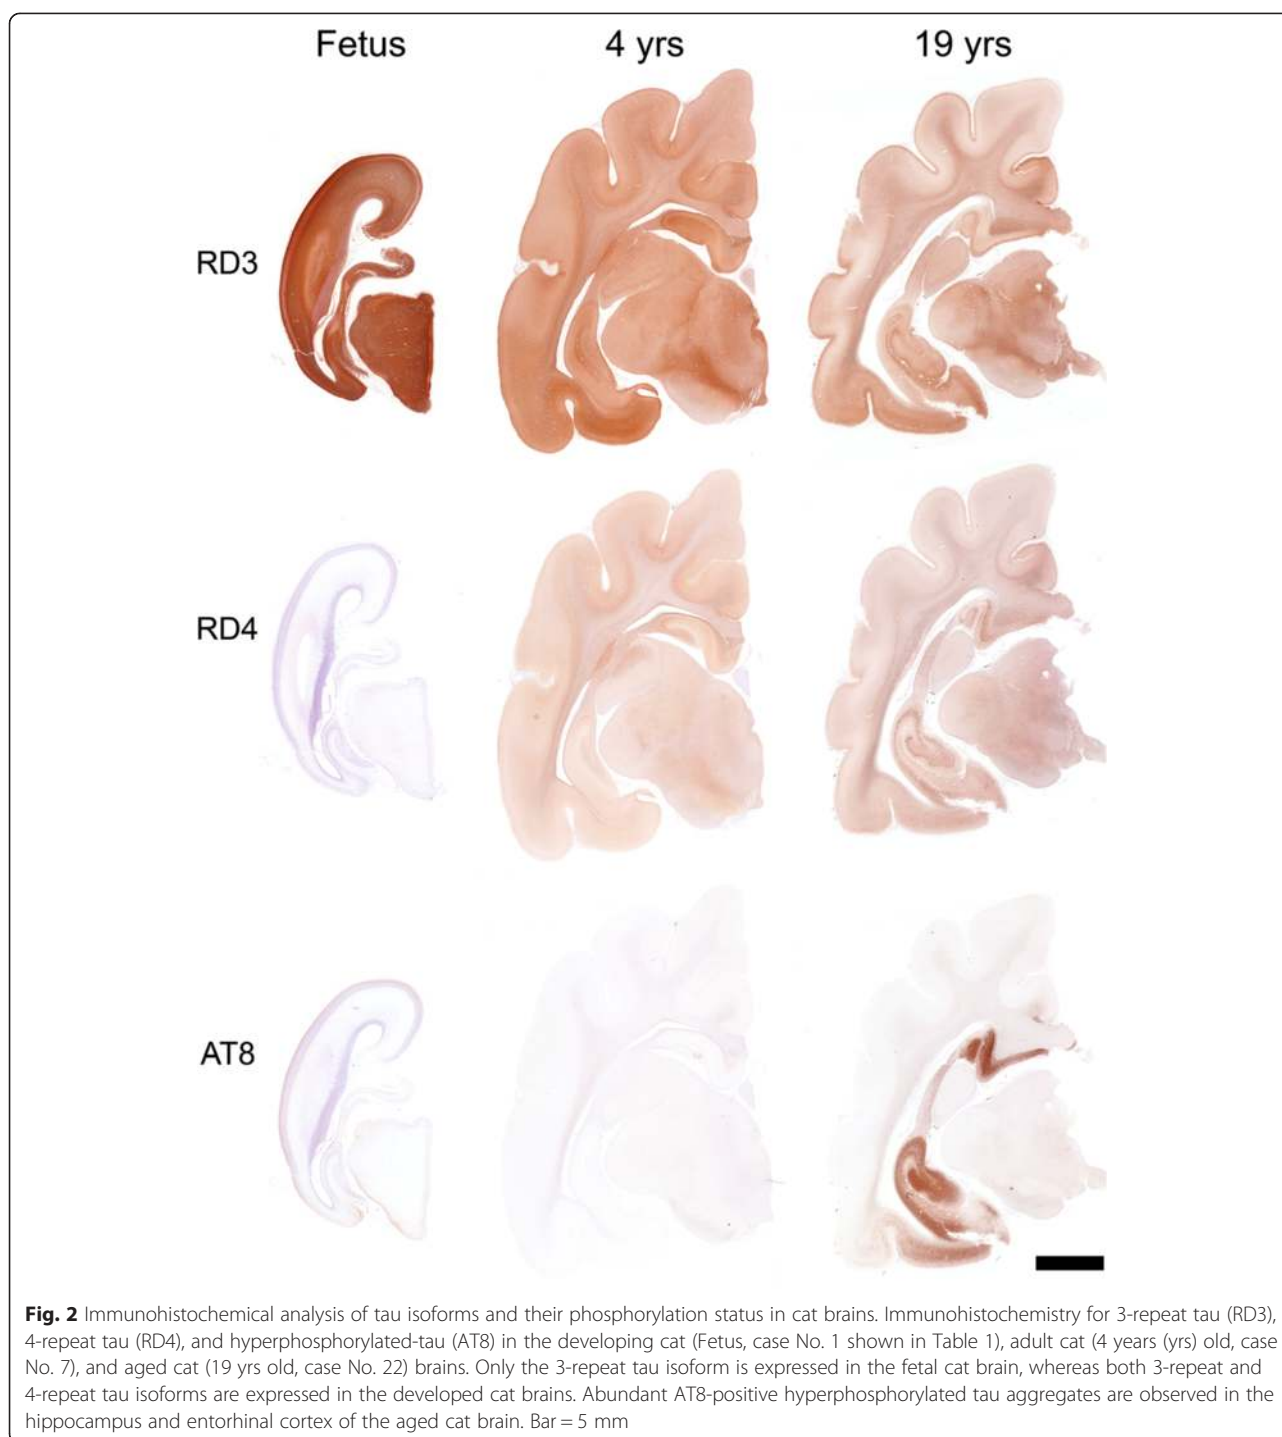 Fetus 4 yrs 19 yrs
RD3
RD4
AT8
Fig. 2 Immunohistochemical analysis of tau isoforms and their phosphorylation status in cat brains. Immunohistochemistry for 3-repeat tau (RD3),
4-repeat tau (RD4), and hyperphosphorylated-tau (AT8) in the developing cat (Fetus, case No. 1 shown in Table 1), adult cat (4 years (yrs) old, case
No. 7), and aged cat (19 yrs old, case No. 22) brains. Only the 3-repeat tau isoform is expressed in the fetal cat brain, whereas both 3-repeat and
4-repeat tau isoforms are expressed in the developed cat brains. Abundant AT8-positive hyperphosphorylated tau aggregates are observed in the
hippocampus and entorhinal cortex of the aged cat brain. Bar = 5 mm